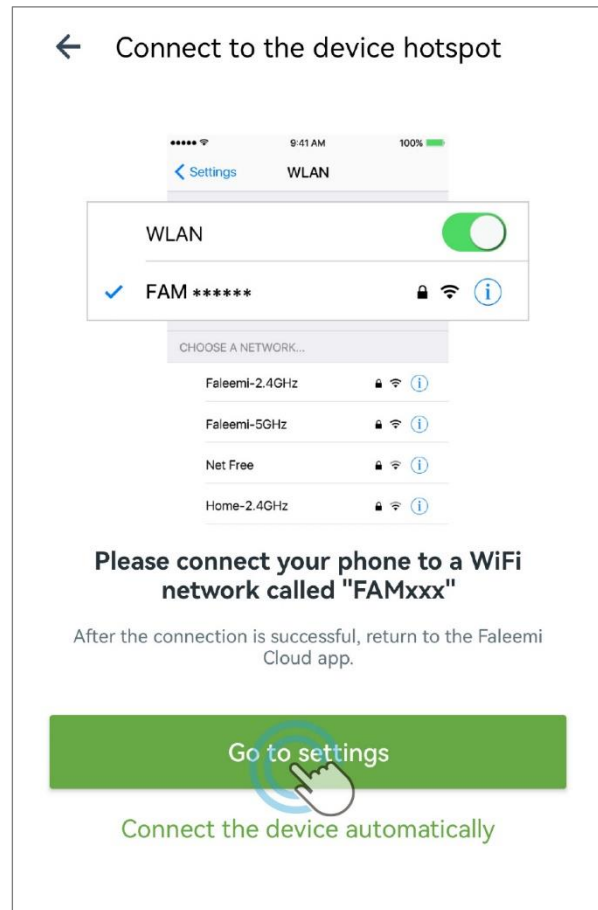 Connect to the device hotspot
9:41 AM 100%
Settings WLAN
WLAN
FAM ******
CHOOSE A NETWORK...
Faleemi-2.4GHz
Faleemi-5GHz
Net Free
Home-2.4GHz
Please connect your phone to a WiFi
network called "FAMxxx"
After the connection is successful, return to the Faleemi
Cloud app.
Go to settings
Connect the device automatically